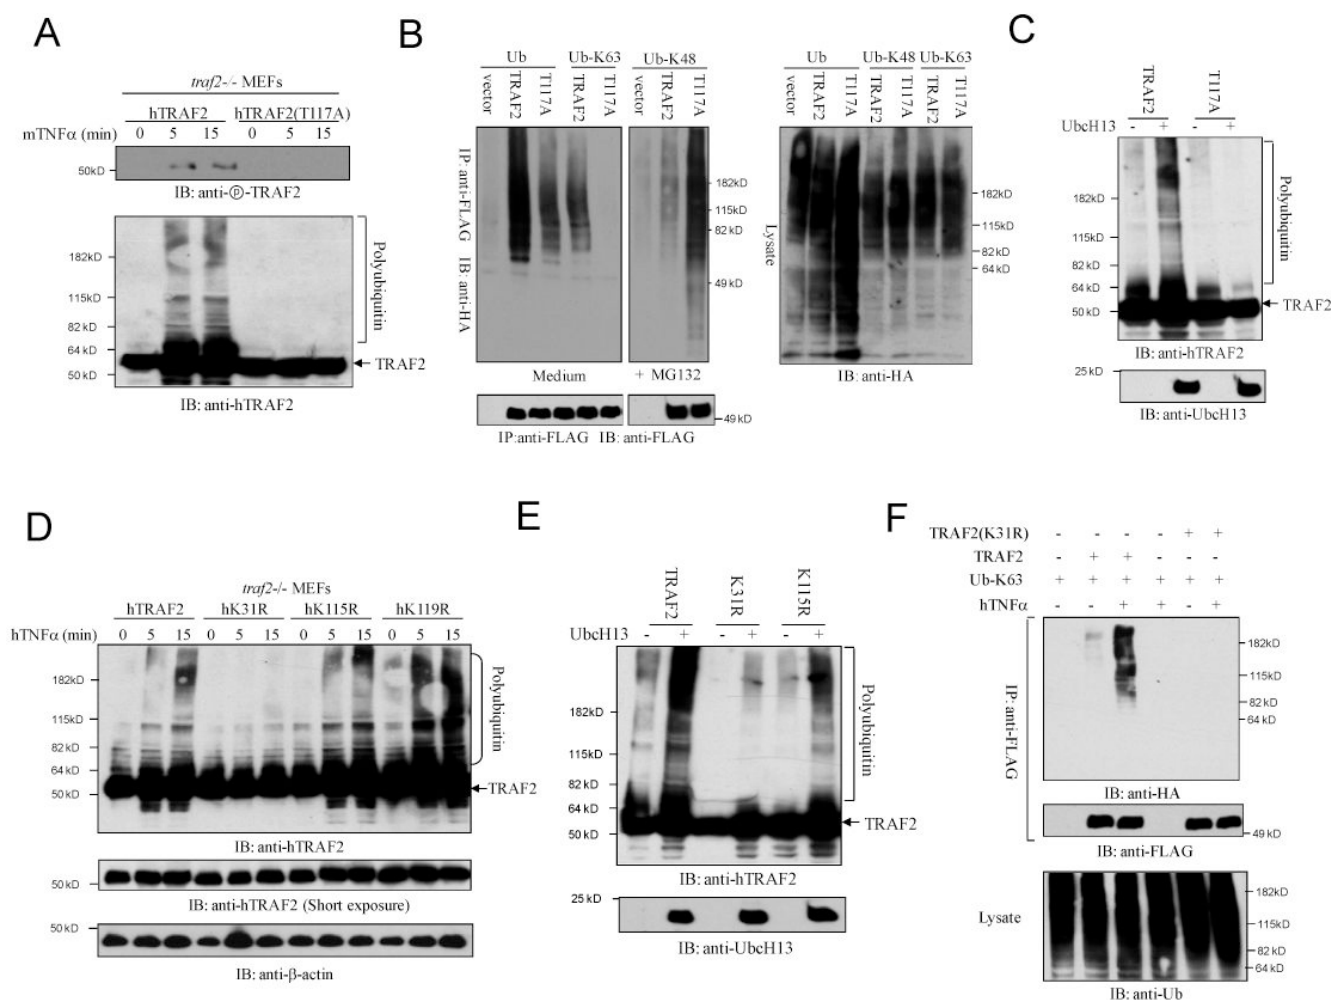 A
traf2-/- MEFs
hTRAF2 hTRAF2(T117A)
mTNFα (min) 0 5 15 0 5 15
50kD
IB: anti-Ⓟ-TRAF2
182kD
115kD
82 kD
64 kD
50 kD
Polyubiquitin
TRAF2
IB: anti-hTRAF2
B
Ub Ub-K63 Ub-K48
vector TRAF2 T117A TRAF2 T117A vector TRAF2 T117A
IP: anti-FLAG IB: anti-HA
182kD
115kD
82 kD
49 kD
Medium + MG132
49 kD
IP:anti-FLAG IB: anti-FLAG
Ub Ub-K48 Ub-K63
vector TRAF2 T117A TRAF2 T117A TRAF2 T117A
Lysate
182kD
115kD
82 kD
64 kD
IB: anti-HA
C
TRAF2 T117A
UbcH13 - + - +
182kD
115kD
82 kD
64 kD
50 kD
Polyubiquitin
TRAF2
IB: anti-hTRAF2
25 kD
IB: anti-UbcH13
D
traf2-/- MEFs
hTRAF2 hK31R hK115R hK119R
hTNFα (min) 0 5 15 0 5 15 0 5 15 0 5 15
182kD
115kD
82 kD
64 kD
50 kD
Polyubiquitin
TRAF2
IB: anti-hTRAF2
50 kD
IB: anti-hTRAF2 (Short exposure)
50 kD
IB: anti-β-actin
E
TRAF2 K31R K115R
UbcH13 - + - + - +
182kD
115kD
82 kD
64 kD
50 kD
Polyubiquitin
TRAF2
IB: anti-hTRAF2
25 kD
IB: anti-UbcH13
F
TRAF2(K31R) - - - - + +
TRAF2 - + + - - -
Ub-K63 + + + + + +
hTNFα - - + + - +
IP: anti-FLAG
182kD
115kD
82 kD
64 kD
IB: anti-HA
49 kD
IB: anti-FLAG
Lysate
182kD
115kD
82 kD
64 kD
IB: anti-Ub